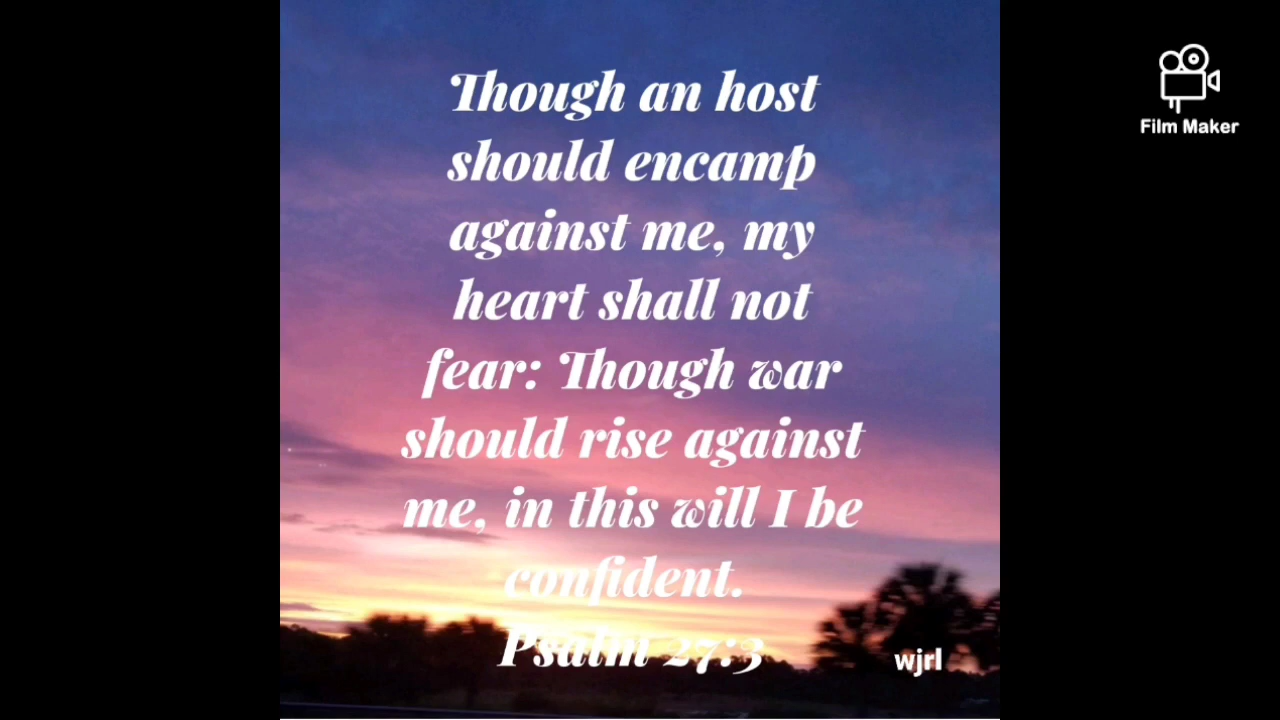 Though an host
should encamp
against me, my
heart shall not
fear: Though war
should rise against
me, in this will I be
confident.
Psalm 27:3
wjrl
Film Maker